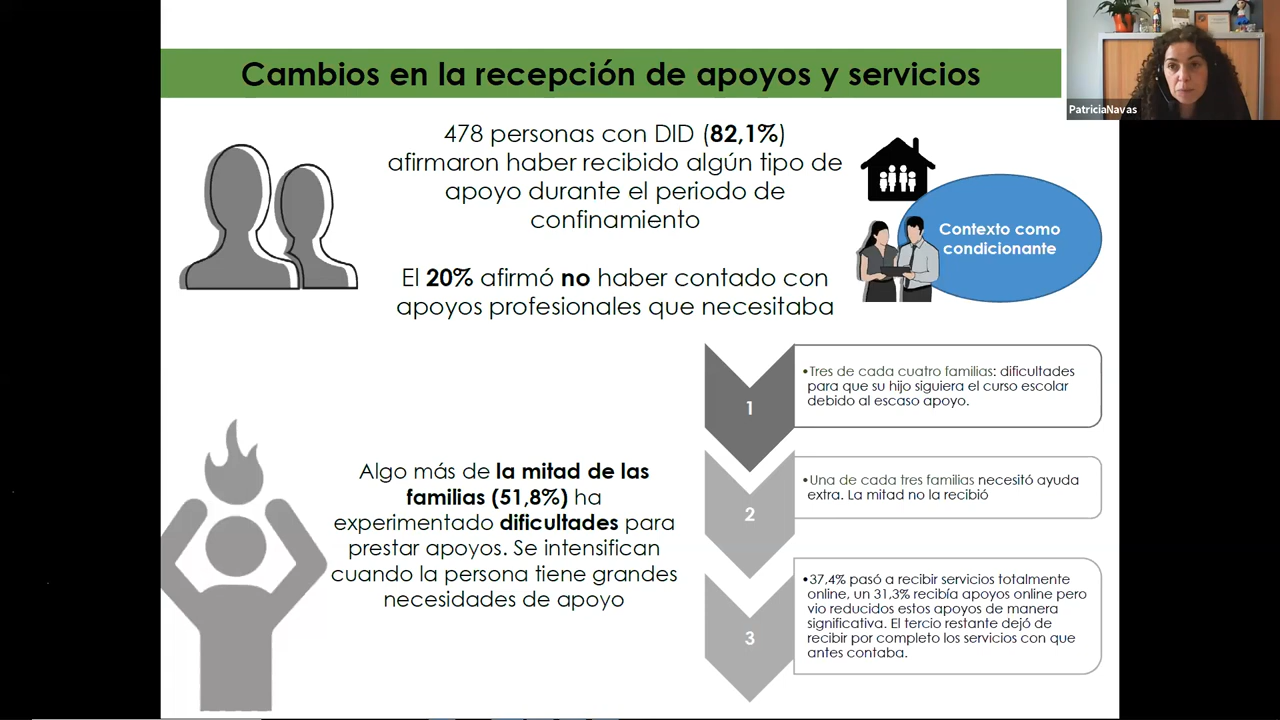 Cambios en la recepción de apoyos y servicios
PatriciaNavas
478 personas con DID (82,1%)
afirmaron haber recibido algún tipo de
apoyo durante el periodo de
confinamiento
El 20% afirmó no haber contado con
apoyos profesionales que necesitaba
Contexto como
condicionante
Algo más de la mitad de las
familias (51,8%) ha
experimentado dificultades para
prestar apoyos. Se intensifican
cuando la persona tiene grandes
necesidades de apoyo
1
•Tres de cada cuatro familias: dificultades
para que su hijo siguiera el curso escolar
debido al escaso apoyo.
2
•Una de cada tres familias necesitó ayuda
extra. La mitad no la recibió
3
•37,4% pasó a recibir servicios totalmente
online, un 31,3% recibía apoyos online pero
vio reducidos estos apoyos de manera
significativa. El tercio restante dejó de
recibir por completo los servicios con que
antes contaba.